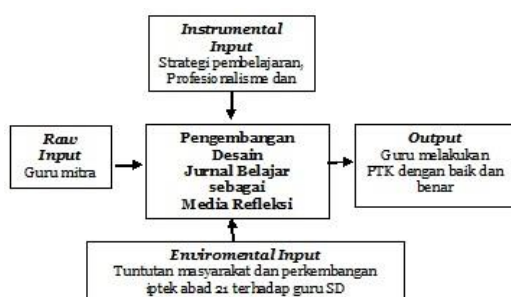 Instrumental
Input
Strategi pembelajaran,
Profesionalisme dan
Raw
Input
Guru mitra
Pengembangan
Desain
Jurnal Belajar
sebagai
Media Refleksi
Output
Guru melakukan
PTK dengan baik dan
benar
Enviromental Input
Tuntutan masyarakat dan perkembangan
iptek abad 21 terhadap guru SD